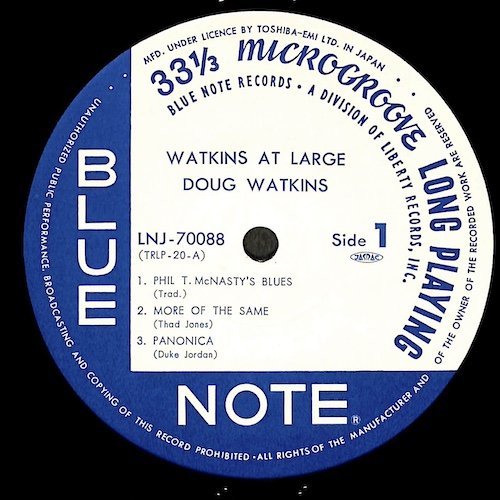 MFD. UNDER LICENCE BY TOSHIBA-EMI LTD. IN JAPAN
33⅓ MICROGROOVE LONG PLAYING
BLUE NOTE RECORDS • A DIVISION OF LIBERTY RECORDS, INC.
WATKINS AT LARGE
DOUG WATKINS
LNJ-70088
(TRLP-20-A)
Side 1
JASRAC
1. PHIL T. McNASTY'S BLUES
(Trad.)
2. MORE OF THE SAME
(Thad Jones)
3. PANONICA
(Duke Jordan)
BLUE
NOTE®
UNAUTHORIZED PUBLIC PERFORMANCE, BROADCASTING AND COPYING OF THIS RECORD PROHIBITED • ALL RIGHTS OF THE MANUFACTURER AND OF THE OWNER OF THE RECORDED WORK ARE RESERVED